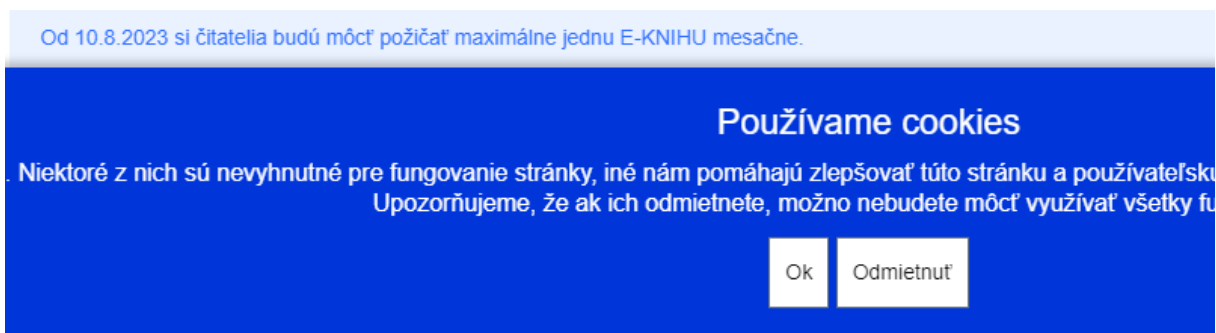 Od 10.8.2023 si čitatelia budú môcť požičať maximálne jednu E-KNIHU mesačne.
Používame cookies
. Niektoré z nich sú nevyhnutné pre fungovanie stránky, iné nám pomáhajú zlepšovať túto stránku a používateľsku
Upozorňujeme, že ak ich odmietnete, možno nebudete môcť využívať všetky fu
Ok
Odmietnuť